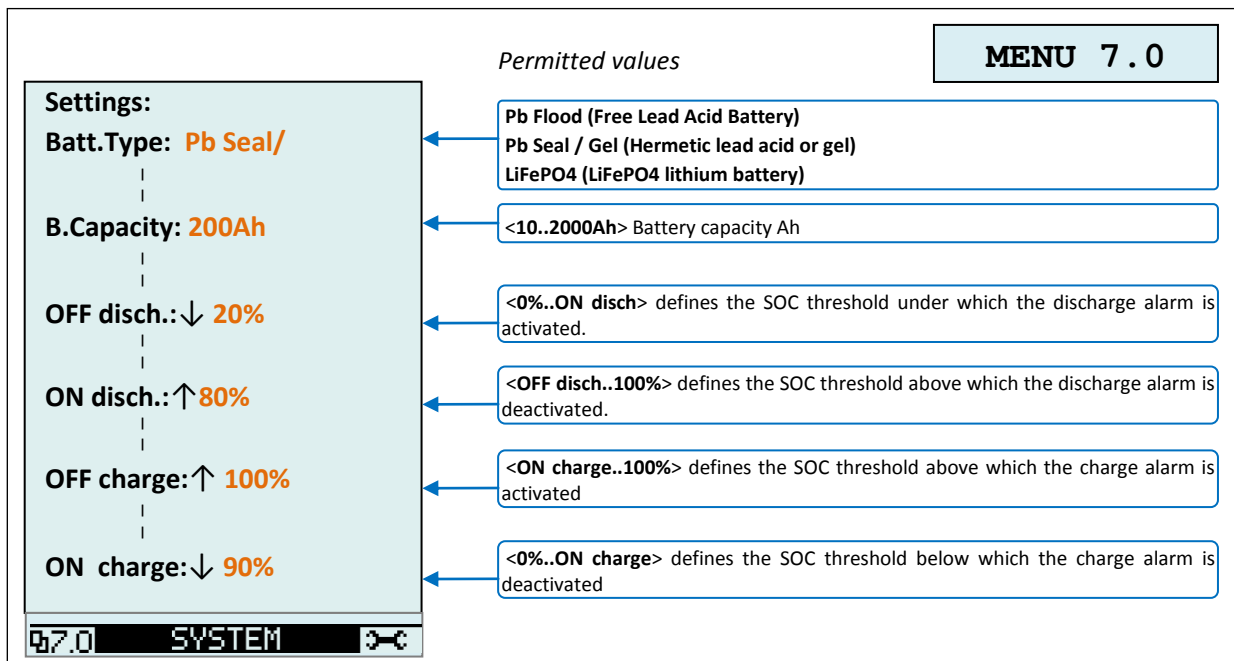 Permitted values
MENU 7.0
Settings:
Batt.Type: Pb Seal/
Pb Flood (Free Lead Acid Battery)
Pb Seal / Gel (Hermetic lead acid or gel)
LiFePO4 (LiFePO4 lithium battery)
B.Capacity: 200Ah
<10..2000Ah> Battery capacity Ah
OFF disch.:↓ 20%
<0%..ON disch> defines the SOC threshold under which the discharge alarm is
activated.
ON disch.:↑80%
<OFF disch..100%> defines the SOC threshold above which the discharge alarm is
deactivated.
OFF charge:↑ 100%
<ON charge..100%> defines the SOC threshold above which the charge alarm is
activated
ON charge:↓ 90%
<0%..ON charge> defines the SOC threshold below which the charge alarm is
deactivated
7.0 SYSTEM